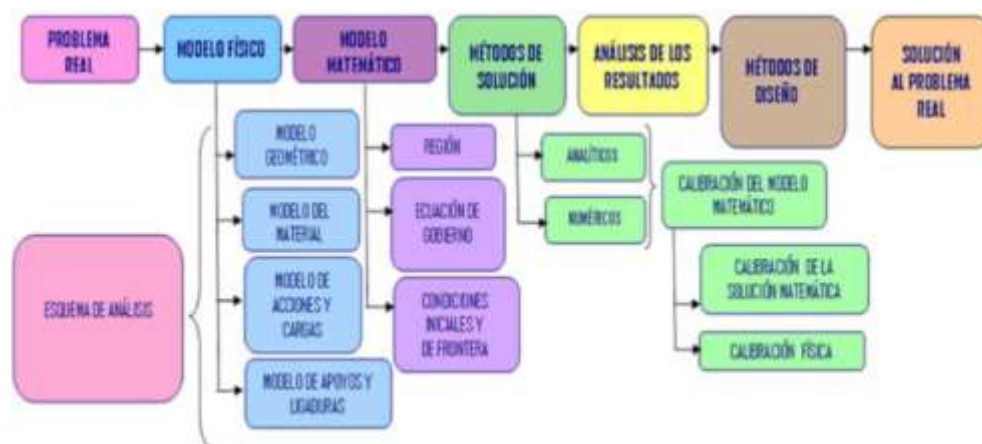 PROBLEMA
REAL
MODELO FÍSICO
MODELO
MATEMÁTICO
MÉTODOS DE
SOLUCIÓN
ANÁLISIS DE LOS
RESULTADOS
MÉTODOS DE
DISEÑO
SOLUCIÓN
AL PROBLEMA
REAL
MODELO
GEOMÉTRICO
MODELO DEL
MATERIAL
MODELO DE
ACCIONES Y
CARGAS
MODELO DE APOYOS Y
LIGADURAS
REGIÓN
ECUACIÓN DE
GOBIERNO
CONDICIONES
INICIALES Y
DE FRONTERA
ANALÍTICOS
NUMÉRICOS
CALIBRACIÓN DEL MODELO
MATEMÁTICO
CALIBRACIÓN DE LA
SOLUCIÓN MATEMÁTICA
CALIBRACIÓN FÍSICA
ESQUEMA DE ANÁLISIS